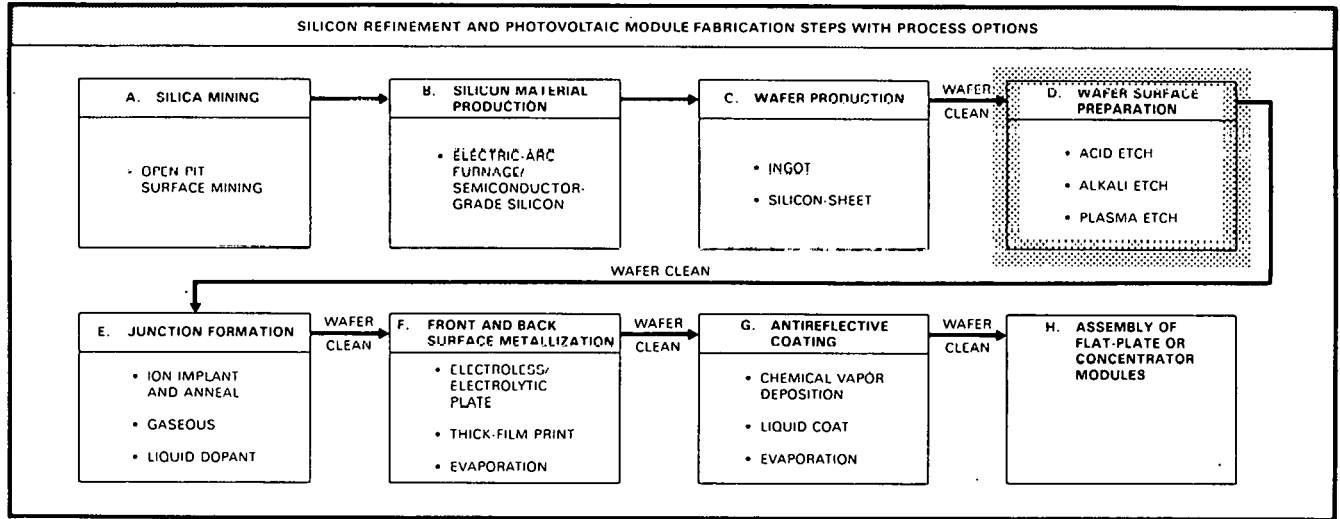 SILICON REFINEMENT AND PHOTOVOLTAIC MODULE FABRICATION STEPS WITH PROCESS OPTIONS
A. SILICA MINING
• OPEN PIT
SURFACE MINING
B. SILICON MATERIAL
PRODUCTION
• ELECTRIC-ARC
FURNACE/
SEMICONDUCTOR-
GRADE SILICON
C. WAFER PRODUCTION
• INGOT
• SILICON-SHEET
WAFER
CLEAN
D. WAFER SURFACE
PREPARATION
• ACID ETCH
• ALKALI ETCH
• PLASMA ETCH
WAFER CLEAN
E. JUNCTION FORMATION
• ION IMPLANT
AND ANNEAL
• GASEOUS
• LIQUID DOPANT
WAFER
CLEAN
F. FRONT AND BACK
SURFACE METALLIZATION
• ELECTROLESS/
ELECTROLYTIC
PLATE
• THICK-FILM PRINT
• EVAPORATION
WAFER
CLEAN
G. ANTIREFLECTIVE
COATING
• CHEMICAL VAPOR
DEPOSITION
• LIQUID COAT
• EVAPORATION
WAFER
CLEAN
H. ASSEMBLY OF
FLAT-PLATE OR
CONCENTRATOR
MODULES